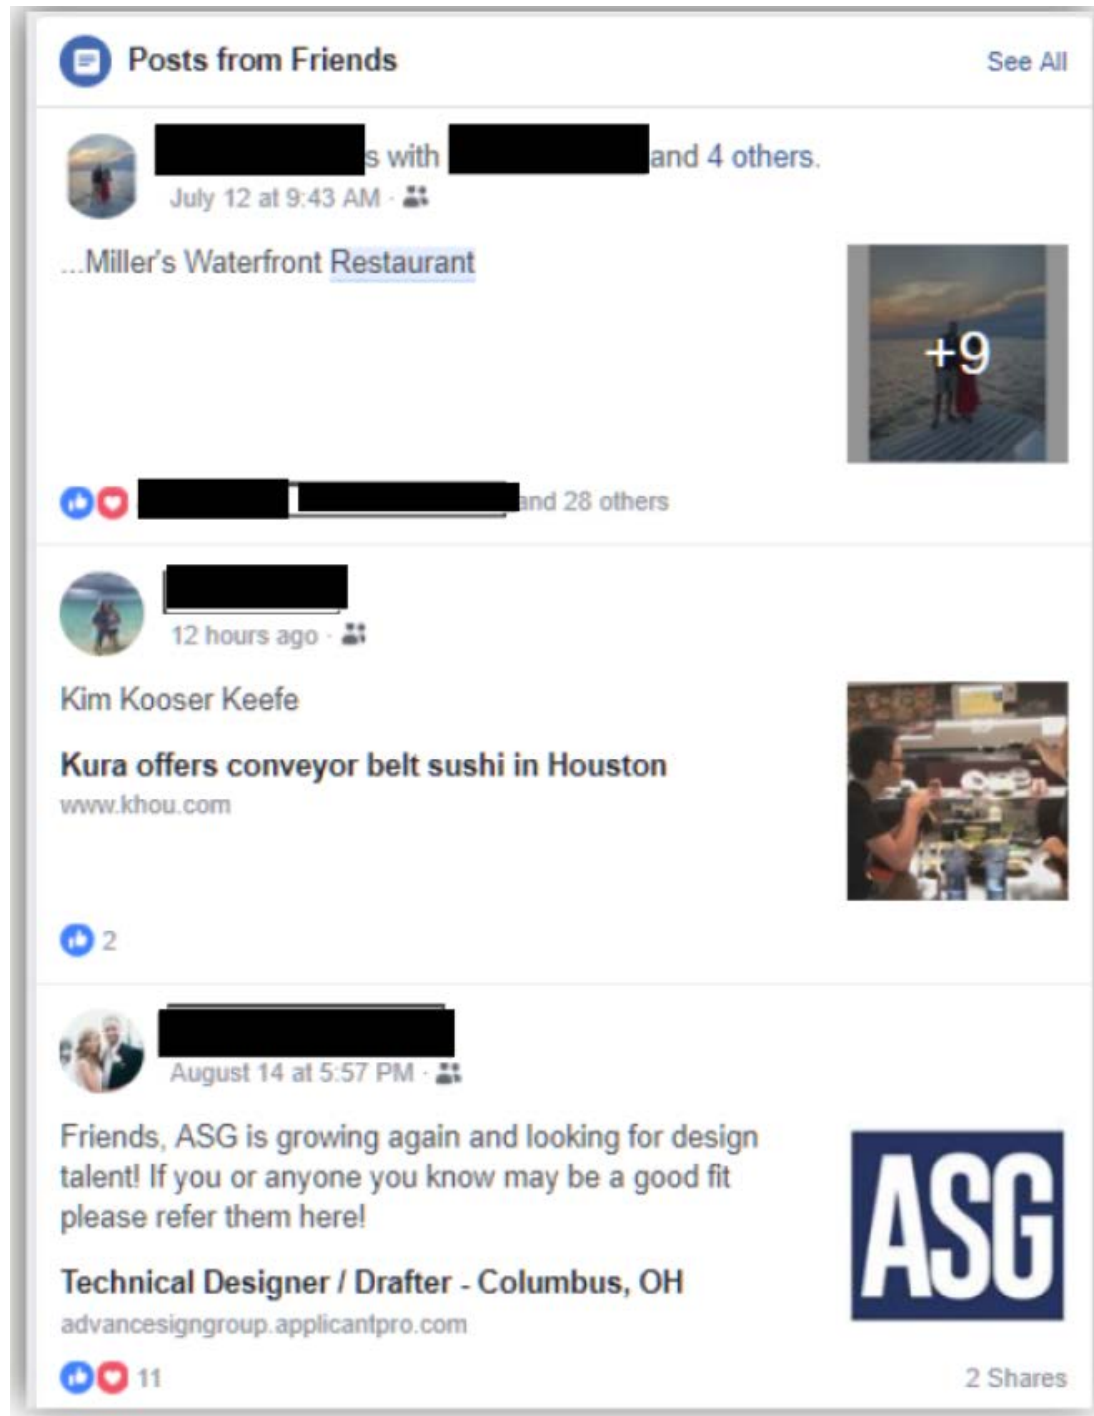 Posts from Friends
See All
s with and 4 others.
July 12 at 9:43 AM ·
...Miller's Waterfront Restaurant
+9
and 28 others
12 hours ago ·
Kim Kooser Keefe
Kura offers conveyor belt sushi in Houston
www.khou.com
2
August 14 at 5:57 PM ·
Friends, ASG is growing again and looking for design
talent! If you or anyone you know may be a good fit
please refer them here!
ASG
Technical Designer / Drafter - Columbus, OH
advancesigngroup.applicantpro.com
11
2 Shares